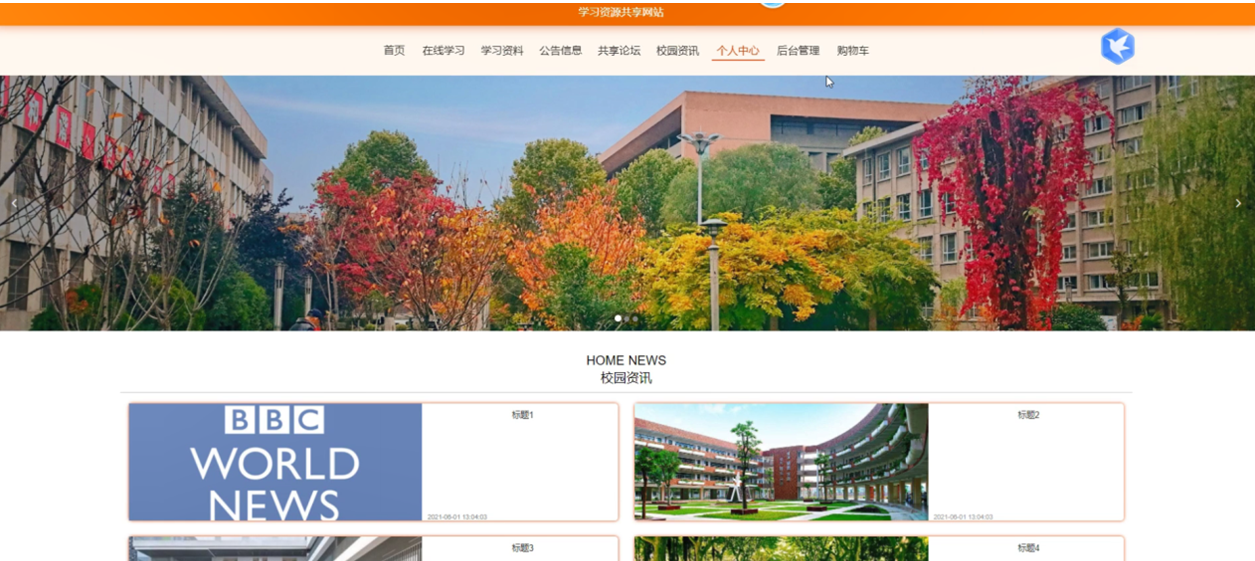 学习资源共享网站
首页 在线学习 学习资料 公告信息 共享论坛 校园资讯 个人中心 后台管理 购物车
HOME NEWS
校园资讯
BBC
WORLD
NEWS
标题1
2021-06-01 13:04:03
标题2
2021-06-01 13:04:03
标题3
标题4